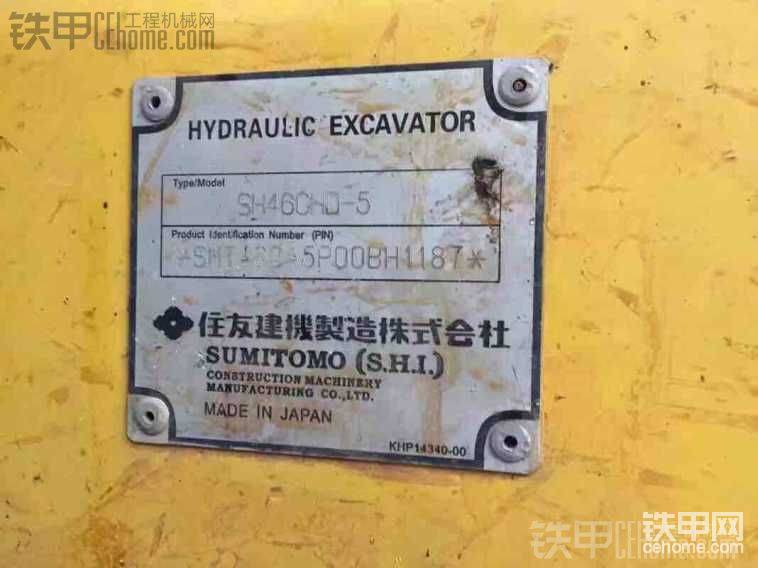 铁甲 工程机械网
CEhome.com
HYDRAULIC EXCAVATOR
Type/Model
SH460HD-5
Product Identification Number (PIN)
住友建機製造株式会社
SUMITOMO (S.H.I.)
CONSTRUCTION MACHINERY
MANUFACTURING CO.,LTD.
MADE IN JAPAN
KHP14340-00
铁甲网
cehome.com